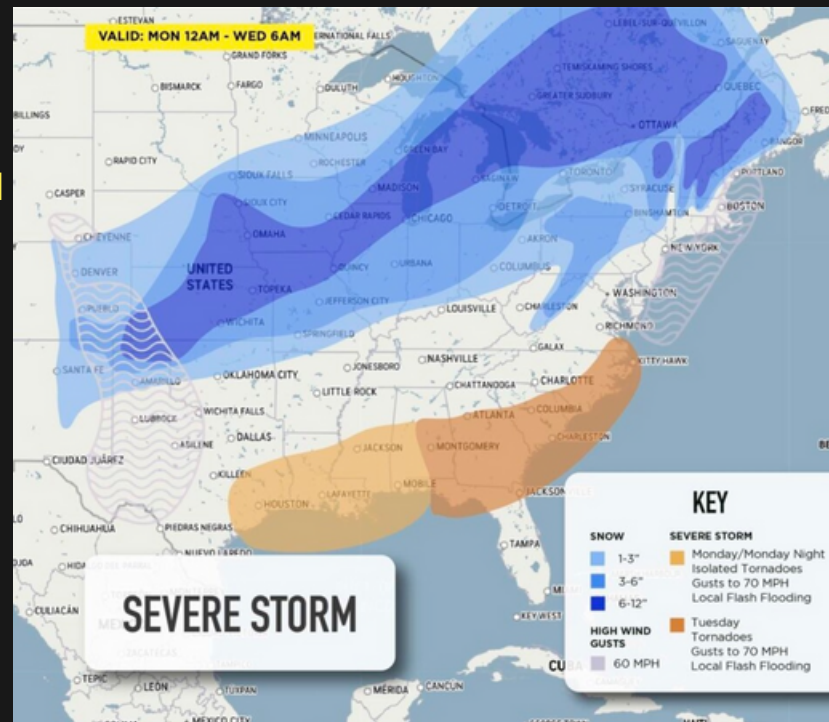 ESTEVAN
VALID: MON 12AM - WED 6AM
LEBEL-SUR-QUÉVILLON
SAGUENAY
GRAND FORKS
TEMISKAMING SHORES
BISMARCK
FARGO
DULUTH
HOUGHTON
QUEBEC
GREATER SUDBURY
BILLINGS
OTTAWA
MINNEAPOLIS
BANGOR
GREEN BAY
RAPID CITY
ROCHESTER
PORTLAND
SIOUX FALLS
SAGINAW
TORONTO
CASPER
MADISON
SYRACUSE
SIOUX CITY
BOSTON
CEDAR RAPIDS
CHICAGO
DETROIT
BINGHAMTON
CHEYENNE
OMAHA
AKRON
NEW YORK
DENVER
UNITED
STATES
QUINCY
URBANA
COLUMBUS
TOPEKA
WASHINGTON
PUEBLO
JEFFERSON CITY
LOUISVILLE
CHARLESTON
WICHITA
RICHMOND
SPRINGFIELD
GALAX
SANTA FE
NASHVILLE
KITTY HAWK
AMARILLO
OKLAHOMA CITY
JONESBORO
CHATTANOOGA
CHARLOTTE
LITTLE ROCK
LUBBOCK
WICHITA FALLS
ATLANTA
COLUMBIA
DALLAS
ABILENE
JACKSON
MONTGOMERY
CHARLESTON
CIUDAD JUÁREZ
KILLEEN
MOBILE
LAFAYETTE
HOUSTON
CHIHUAHUA
PIEDRAS NEGRAS
TAMPA
NUEVO LAREDO
KEY WEST
CULIACÁN
ZACATECAS
TEPIC
LEÓN
TUXPAN
MÉRIDA
CANCUN
MEXICO CITY
SEVERE STORM
KEY
SNOW
1-3"
3-6"
6-12"
HIGH WIND
GUSTS
60 MPH
SEVERE STORM
Monday/Monday Night
Isolated Tornadoes
Gusts to 70 MPH
Local Flash Flooding
Tuesday
Tornadoes
Gusts to 70 MPH
Local Flash Flooding